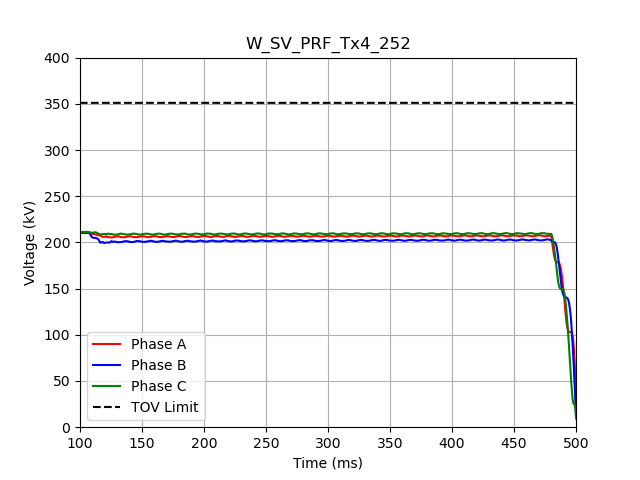 W_SV_PRF_Tx4_252
400
350
300
250
200
150
100
50
0
Voltage (kV)
Phase A
Phase B
Phase C
TOV Limit
100 150 200 250 300 350 400 450 500
Time (ms)